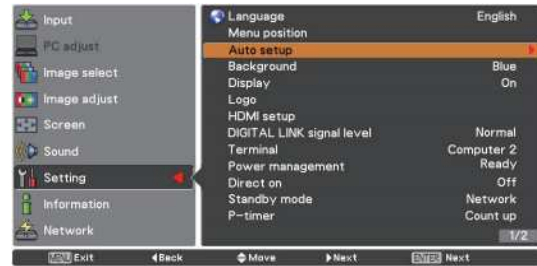 Input
PC adjust
Image select
Image adjust
Screen
Sound
Setting
Information
Network
Language English
Menu position
Auto setup
Background Blue
Display On
Logo
HDMI setup
DIGITAL LINK signal level Normal
Terminal Computer 2
Power management Ready
Direct on Off
Standby mode Network
P-timer Count up
1/2
MENU Exit Back Move Next ENTER Next